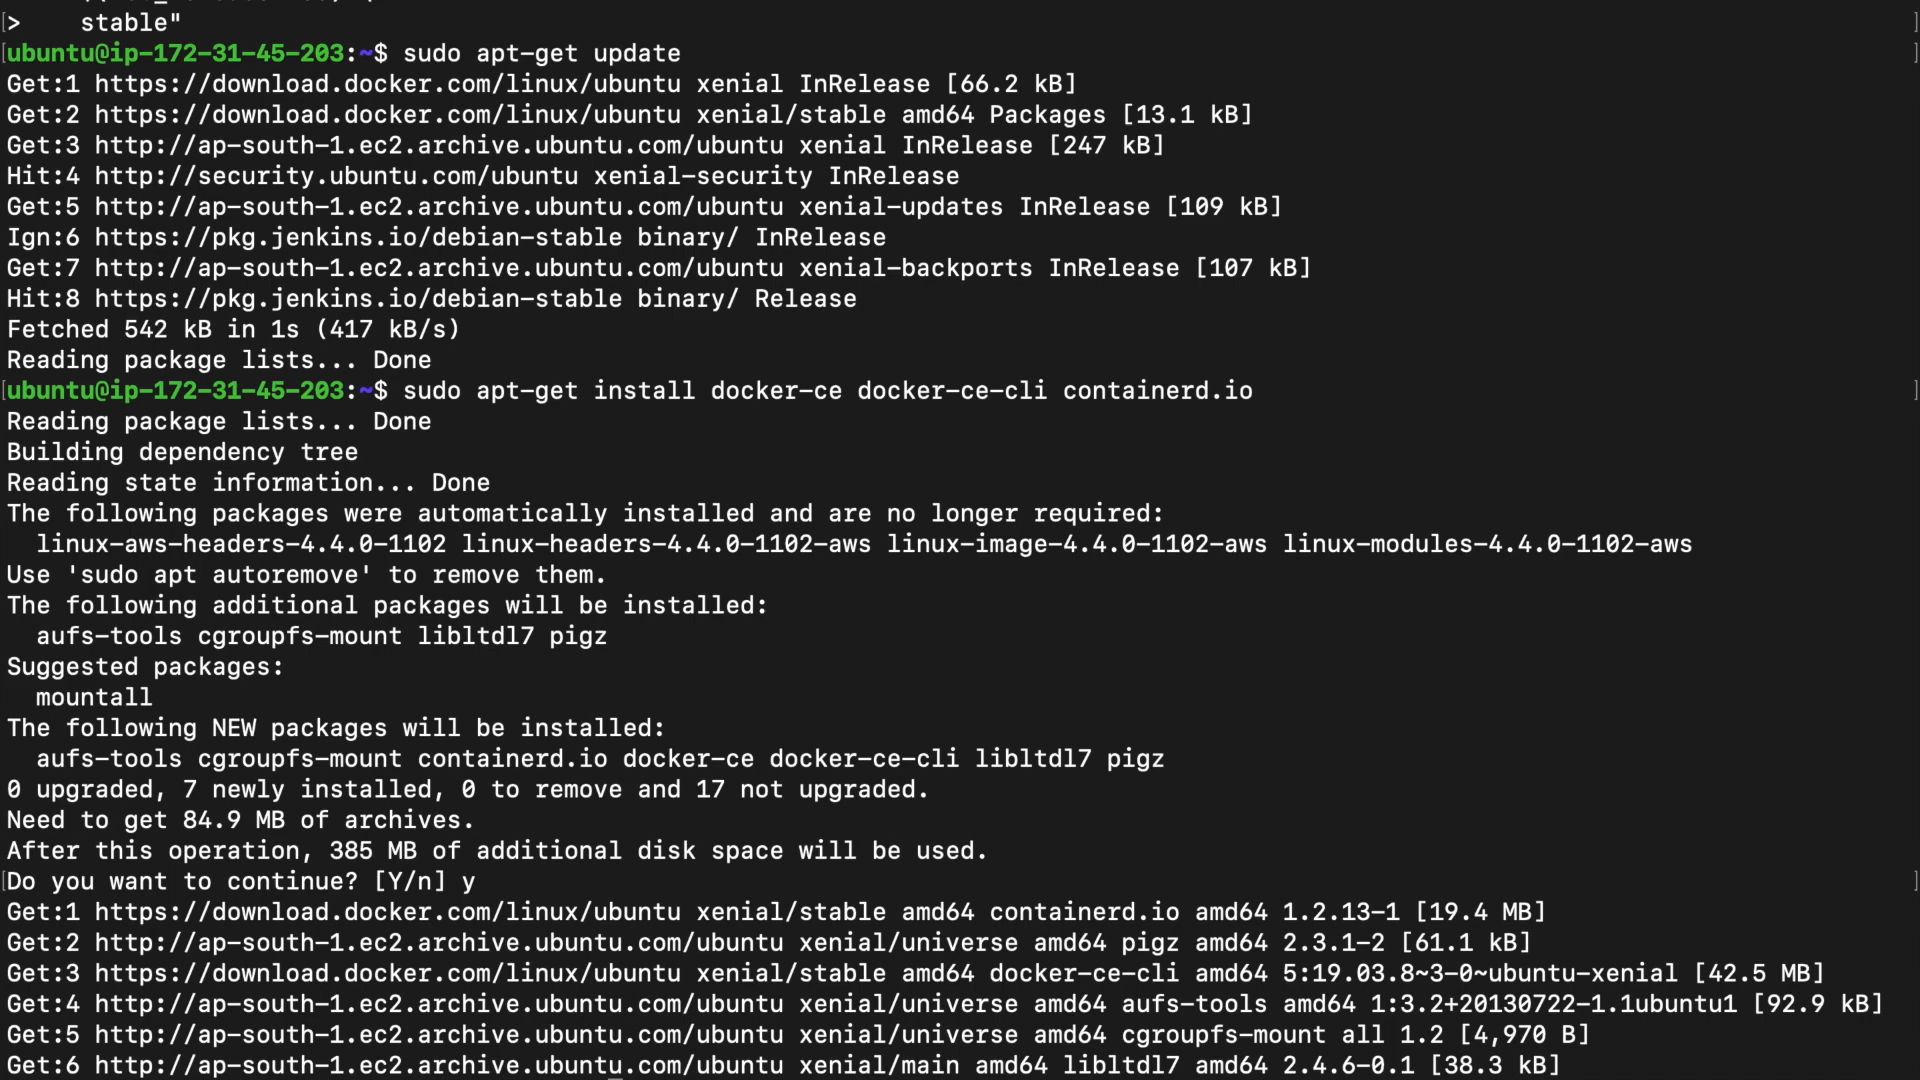 >    stable"
ubuntu@ip-172-31-45-203:~$ sudo apt-get update
Get:1 https://download.docker.com/linux/ubuntu xenial InRelease [66.2 kB]
Get:2 https://download.docker.com/linux/ubuntu xenial/stable amd64 Packages [13.1 kB]
Get:3 http://ap-south-1.ec2.archive.ubuntu.com/ubuntu xenial InRelease [247 kB]
Hit:4 http://security.ubuntu.com/ubuntu xenial-security InRelease
Get:5 http://ap-south-1.ec2.archive.ubuntu.com/ubuntu xenial-updates InRelease [109 kB]
Ign:6 https://pkg.jenkins.io/debian-stable binary/ InRelease
Get:7 http://ap-south-1.ec2.archive.ubuntu.com/ubuntu xenial-backports InRelease [107 kB]
Hit:8 https://pkg.jenkins.io/debian-stable binary/ Release
Fetched 542 kB in 1s (417 kB/s)
Reading package lists... Done
ubuntu@ip-172-31-45-203:~$ sudo apt-get install docker-ce docker-ce-cli containerd.io
Reading package lists... Done
Building dependency tree
Reading state information... Done
The following packages were automatically installed and are no longer required:
  linux-aws-headers-4.4.0-1102 linux-headers-4.4.0-1102-aws linux-image-4.4.0-1102-aws linux-modules-4.4.0-1102-aws
Use 'sudo apt autoremove' to remove them.
The following additional packages will be installed:
  aufs-tools cgroupfs-mount libltdl7 pigz
Suggested packages:
  mountall
The following NEW packages will be installed:
  aufs-tools cgroupfs-mount containerd.io docker-ce docker-ce-cli libltdl7 pigz
0 upgraded, 7 newly installed, 0 to remove and 17 not upgraded.
Need to get 84.9 MB of archives.
After this operation, 385 MB of additional disk space will be used.
Do you want to continue? [Y/n] y
Get:1 https://download.docker.com/linux/ubuntu xenial/stable amd64 containerd.io amd64 1.2.13-1 [19.4 MB]
Get:2 http://ap-south-1.ec2.archive.ubuntu.com/ubuntu xenial/universe amd64 pigz amd64 2.3.1-2 [61.1 kB]
Get:3 https://download.docker.com/linux/ubuntu xenial/stable amd64 docker-ce-cli amd64 5:19.03.8~3-0~ubuntu-xenial [42.5 MB]
Get:4 http://ap-south-1.ec2.archive.ubuntu.com/ubuntu xenial/universe amd64 aufs-tools amd64 1:3.2+20130722-1.1ubuntu1 [92.9 kB]
Get:5 http://ap-south-1.ec2.archive.ubuntu.com/ubuntu xenial/universe amd64 cgroupfs-mount all 1.2 [4,970 B]
Get:6 http://ap-south-1.ec2.archive.ubuntu.com/ubuntu xenial/main amd64 libltdl7 amd64 2.4.6-0.1 [38.3 kB]